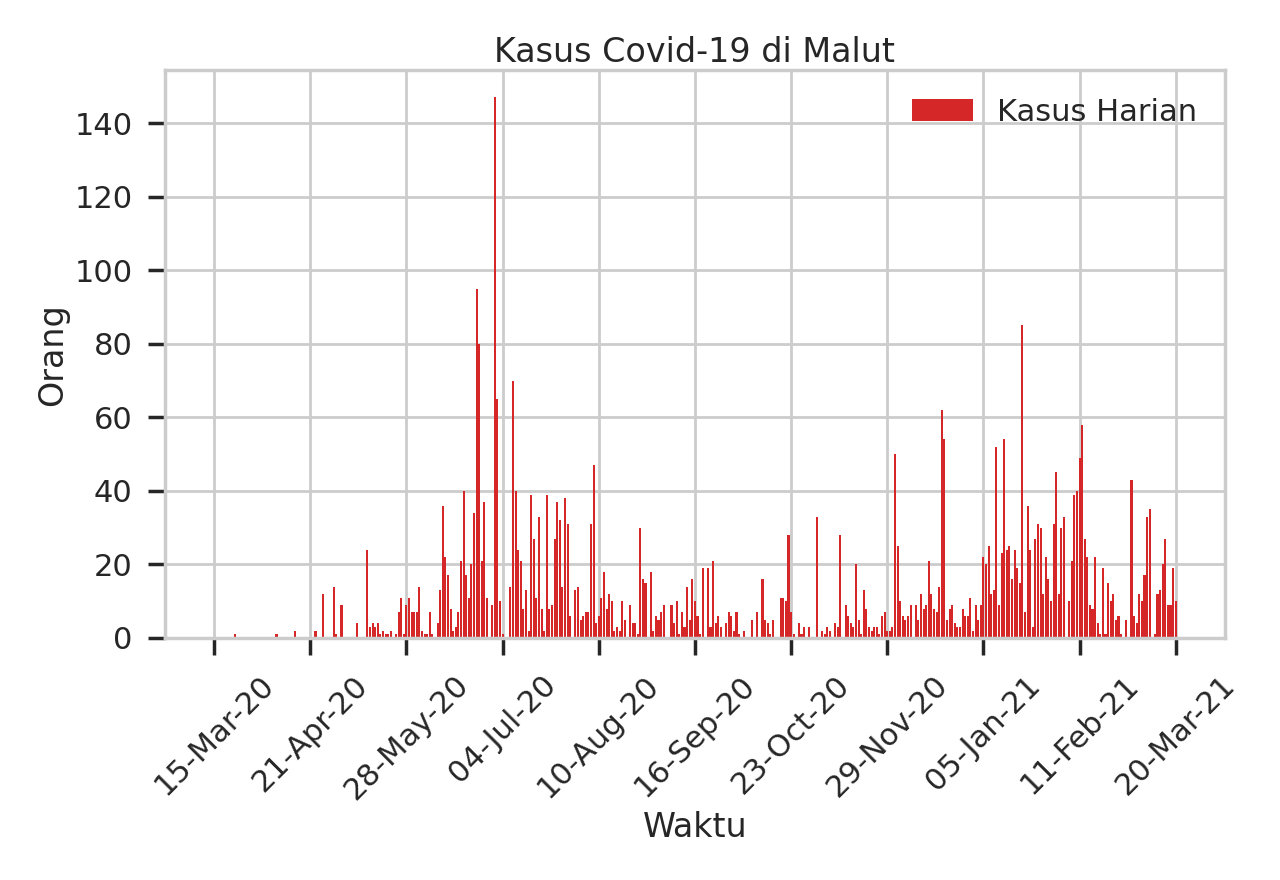 Kasus Covid-19 di Malut
Kasus Harian
Orang
140
120
100
80
60
40
20
0
15-Mar-20
21-Apr-20
28-May-20
04-Jul-20
10-Aug-20
16-Sep-20
23-Oct-20
29-Nov-20
05-Jan-21
11-Feb-21
20-Mar-21
Waktu